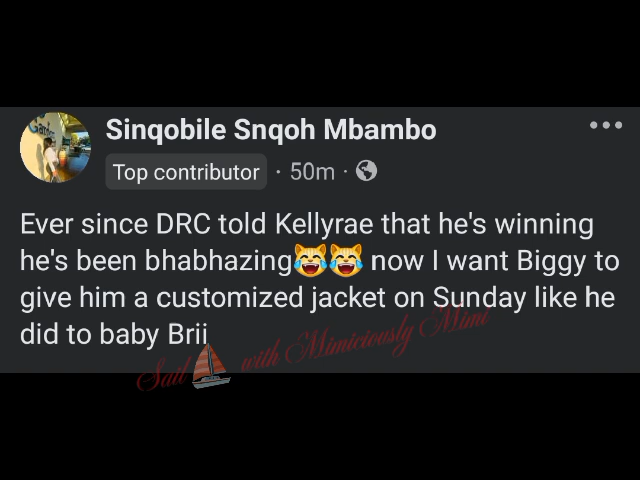 Sinqobile Snqoh Mbambo
Top contributor · 50m ·
Ever since DRC told Kellyrae that he's winning
he's been bhabhazing😹😹 now I want Biggy to
give him a customized jacket on Sunday like he
did to baby Brii
Sail with Mimiciously Mimi